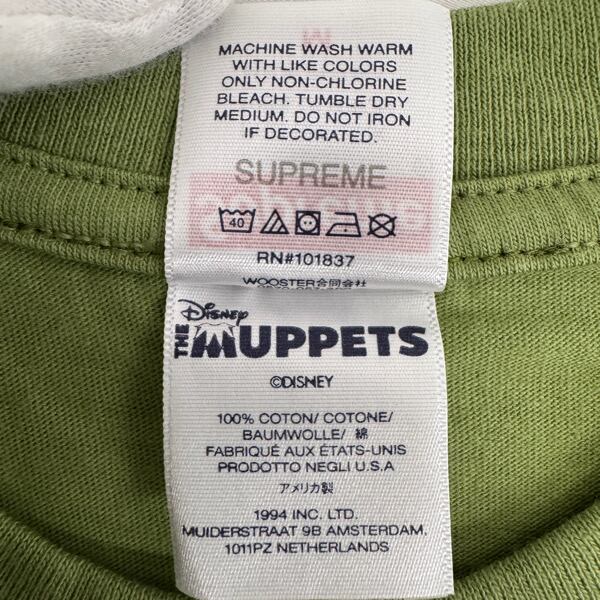 MACHINE WASH WARM
WITH LIKE COLORS
ONLY NON-CHLORINE
BLEACH. TUMBLE DRY
MEDIUM. DO NOT IRON
IF DECORATED.
SUPREME
40
RN#101837
WOOSTER合同会社
Disney
THE MUPPETS
©DISNEY
100% COTON/ COTONE/
BAUMWOLLE/ 綿
FABRIQUÉ AUX ÉTATS-UNIS
PRODOTTO NEGLI U.S.A
アメリカ製
1994 INC. LTD.
MUIDERSTRAAT 9B AMSTERDAM,
1011PZ NETHERLANDS